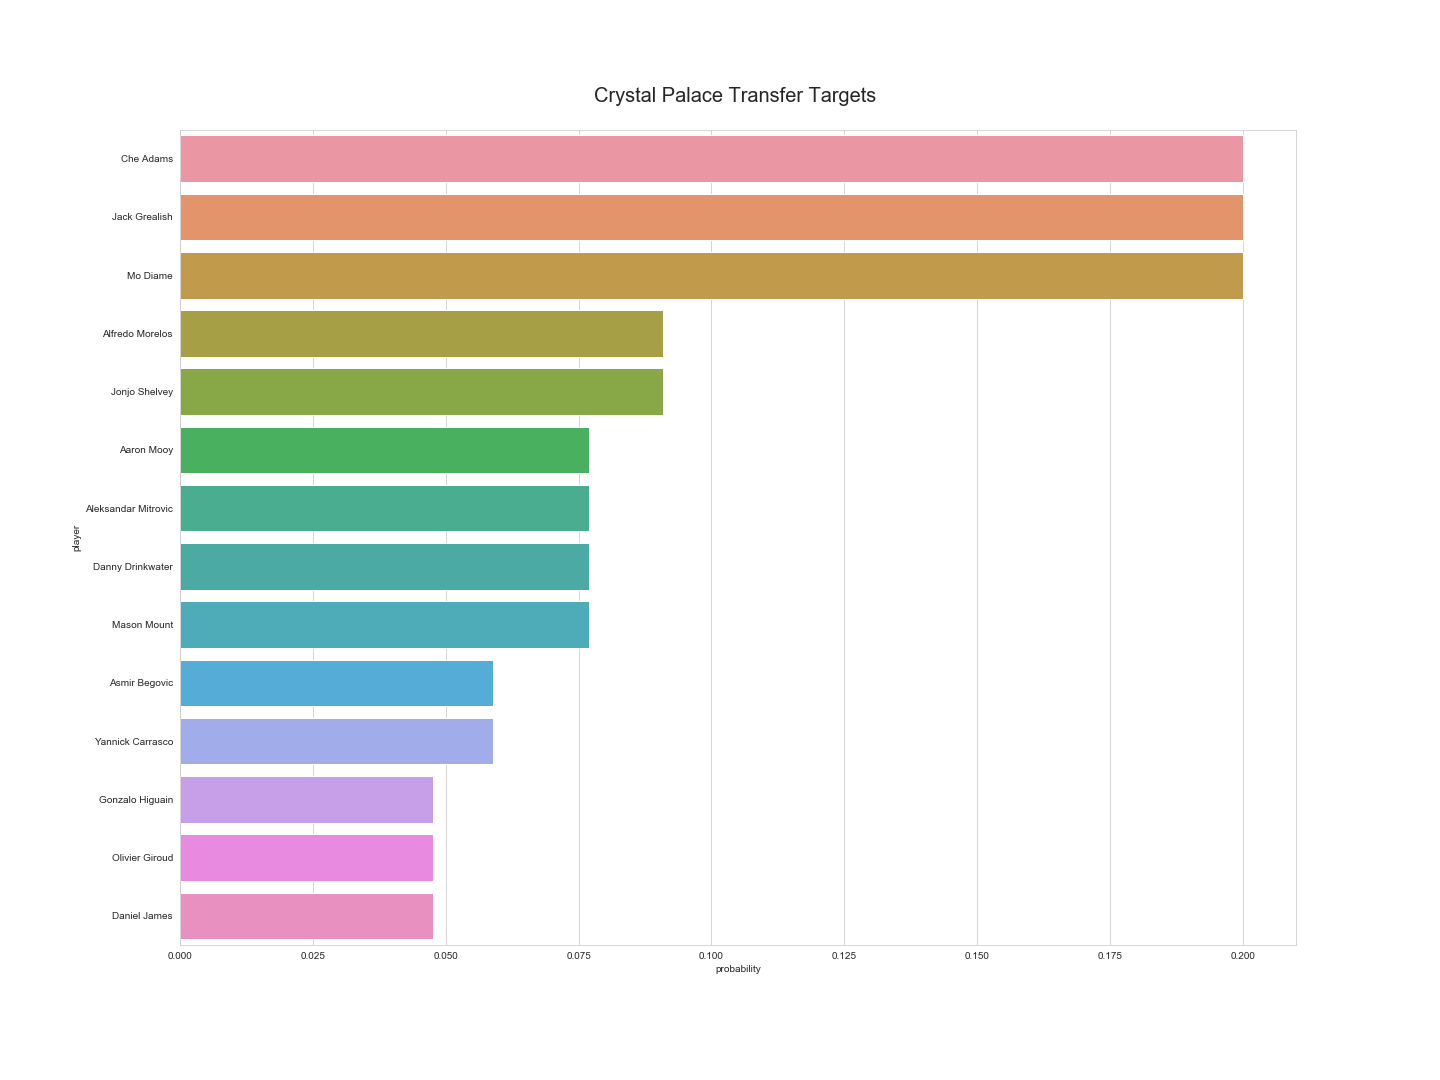 Crystal Palace Transfer Targets
Che Adams
Jack Grealish
Mo Diame
Alfredo Morelos
Jonjo Shelvey
Aaron Mooy
Aleksandar Mitrovic
player
Danny Drinkwater
Mason Mount
Asmir Begovic
Yannick Carrasco
Gonzalo Higuain
Olivier Giroud
Daniel James
0.000 0.025 0.050 0.075 0.100 0.125 0.150 0.175 0.200
probability